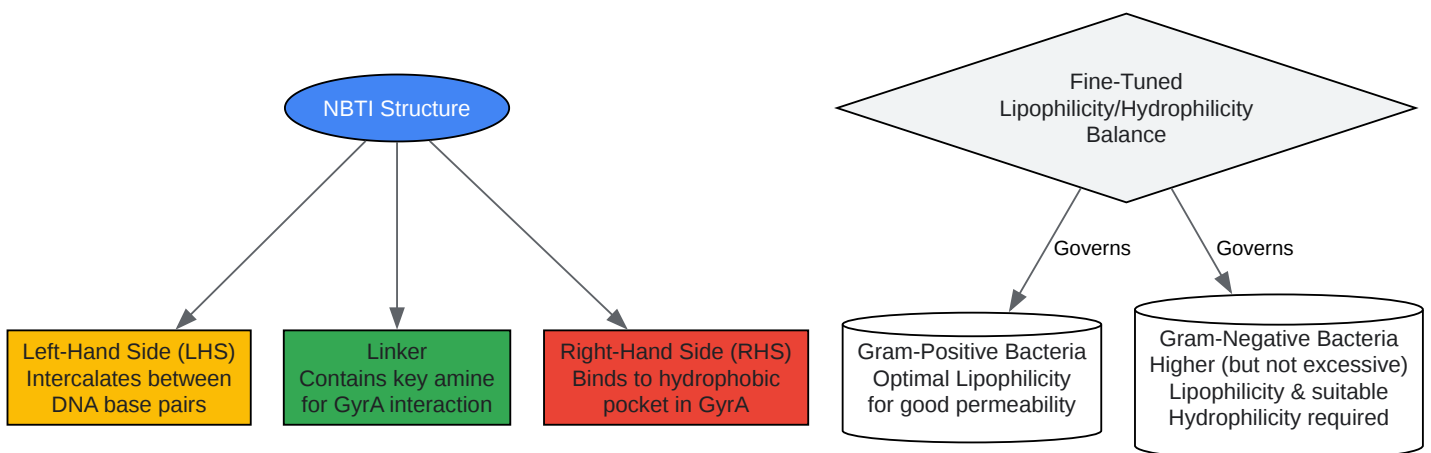 NBTI Structure
Left-Hand Side (LHS)
Intercalates between
DNA base pairs
Linker
Contains key amine
for GyrA interaction
Right-Hand Side (RHS)
Binds to hydrophobic
pocket in GyrA
Fine-Tuned
Lipophilicity/Hydrophilicity
Balance
Governs
Governs
Gram-Positive Bacteria
Optimal Lipophilicity
for good permeability
Gram-Negative Bacteria
Higher (but not excessive)
Lipophilicity & suitable
Hydrophilicity required